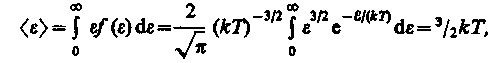 ⟨ε⟩ = ∫₀^∞ εf(ε) dε = 2/√π (kT)^{-3/2} ∫₀^∞ ε^{3/2} e^{-ε/(kT)} dε = ³/₂kT,